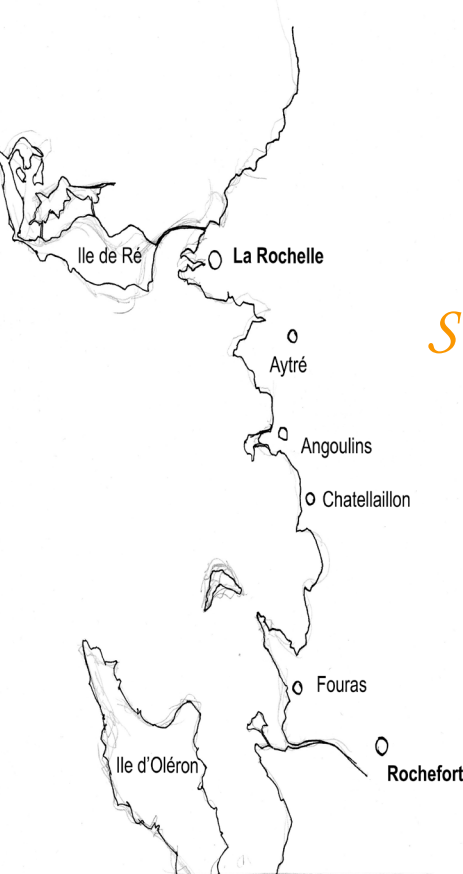 Ile de Ré
La Rochelle
S
Aytré
Angoulins
Chatellaillon
Fouras
Ile d'Oléron
Rochefort